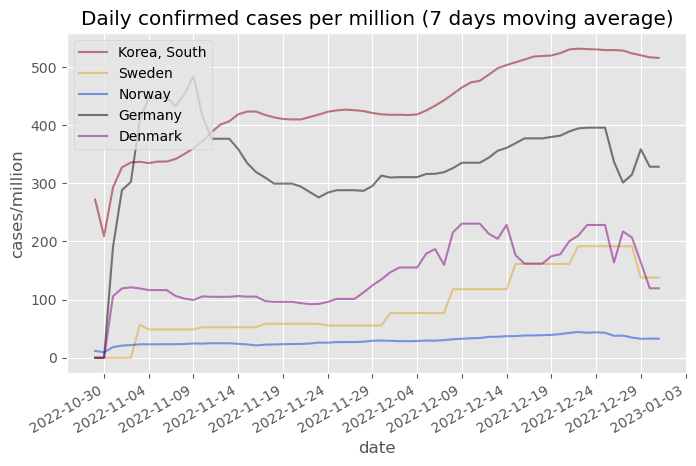 Daily confirmed cases per million (7 days moving average)
Korea, South
Sweden
Norway
Germany
Denmark
cases/million
500
400
300
200
100
0
2022-10-30
2022-11-04
2022-11-09
2022-11-14
2022-11-19
2022-11-24
2022-11-29
2022-12-04
2022-12-09
2022-12-14
2022-12-19
2022-12-24
2022-12-29
2023-01-03
date